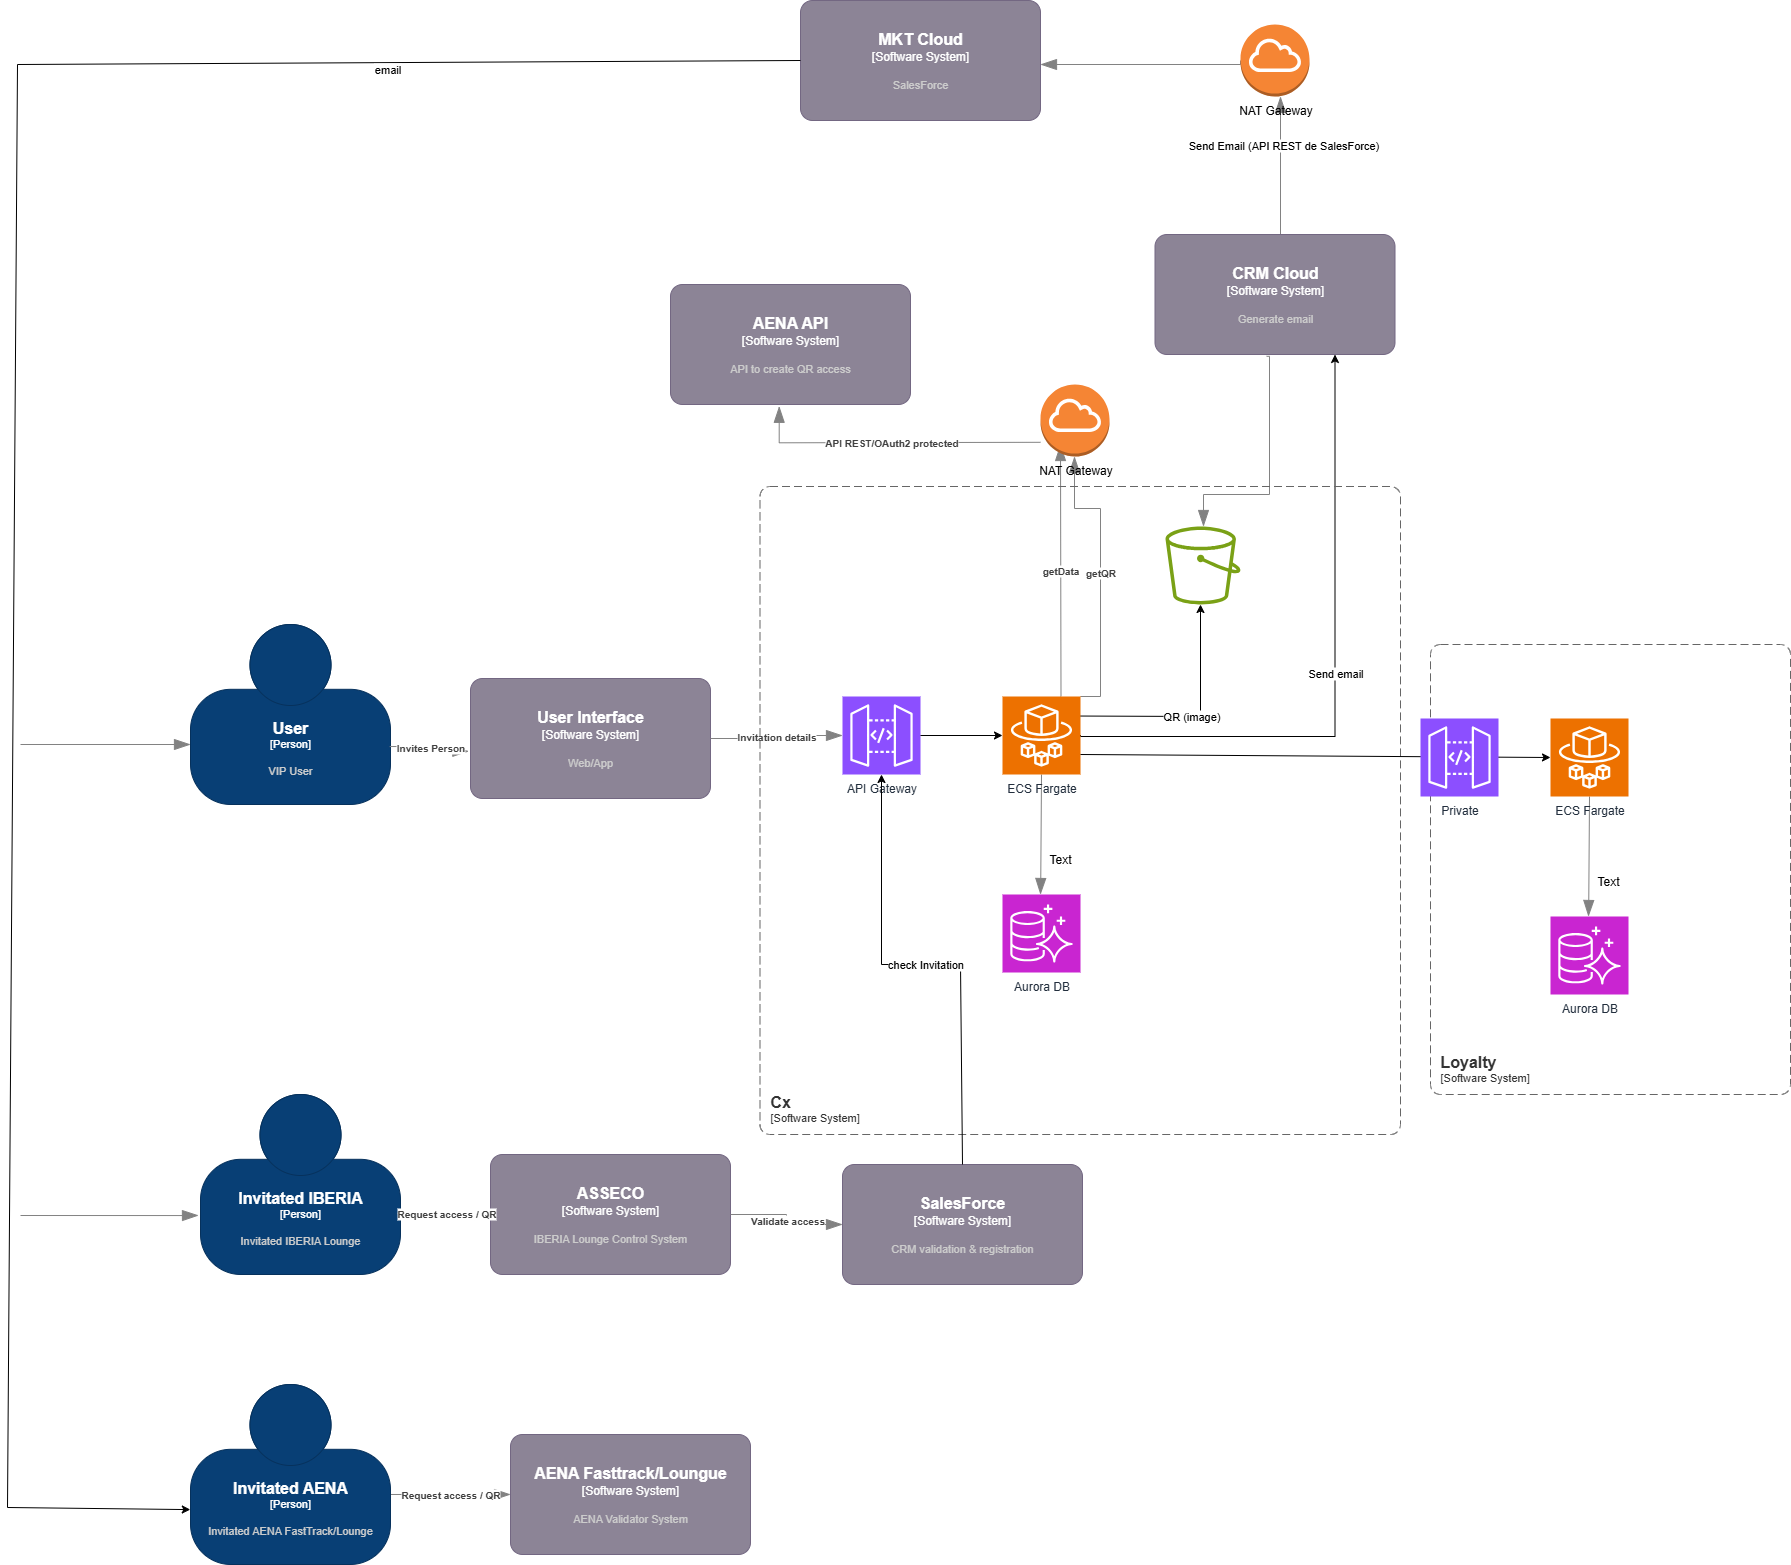 MKT Cloud
[Software System]
SalesForce
email
NAT Gateway
Send Email (API REST de SalesForce)
CRM Cloud
[Software System]
Generate email
AENA API
[Software System]
API to create QR access
API REST/OAuth2 protected
NAT Gateway
getData
getQR
Send email
User
[Person]
VIP User
Invites Person.
User Interface
[Software System]
Web/App
Invitation details
API Gateway
ECS Fargate
QR (image)
Private
ECS Fargate
Text
Aurora DB
Text
Aurora DB
check Invitation
Loyalty
[Software System]
Cx
[Software System]
Invitated IBERIA
[Person]
Invitated IBERIA Lounge
Request access / QR
ASSECO
[Software System]
IBERIA Lounge Control System
Validate access
SalesForce
[Software System]
CRM validation & registration
Invitated AENA
[Person]
Invitated AENA FastTrack/Lounge
Request access / QR
AENA Fasttrack/Loungue
[Software System]
AENA Validator System